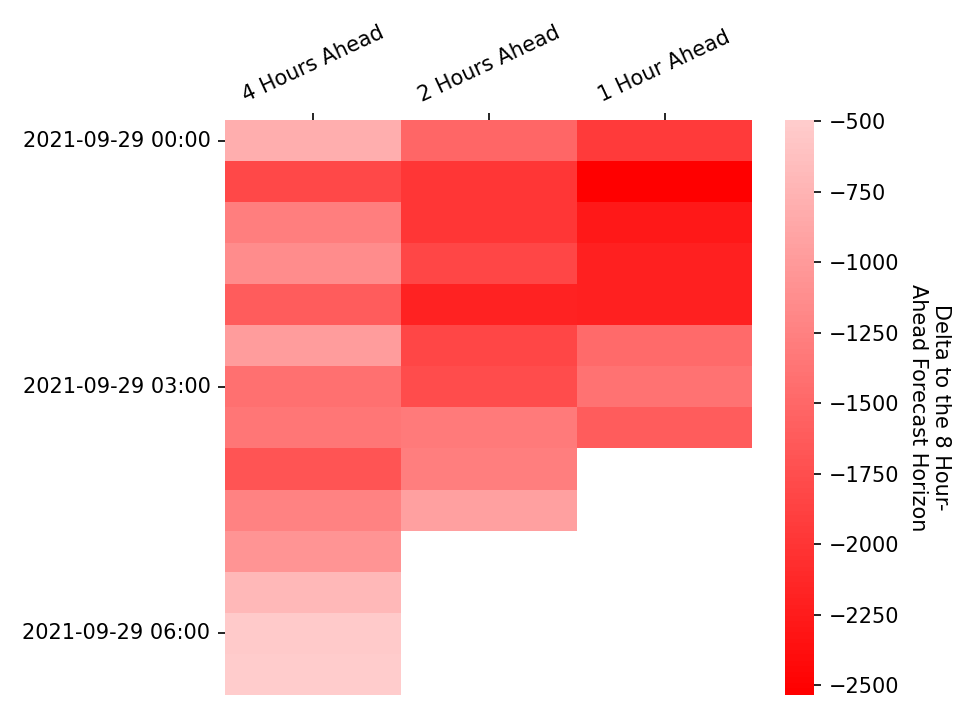 4 Hours Ahead
2 Hours Ahead
1 Hour Ahead
2021-09-29 00:00
2021-09-29 03:00
2021-09-29 06:00
−500
−750
−1000
−1250
−1500
−1750
−2000
−2250
−2500
Delta to the 8 Hour-
Ahead Forecast Horizon